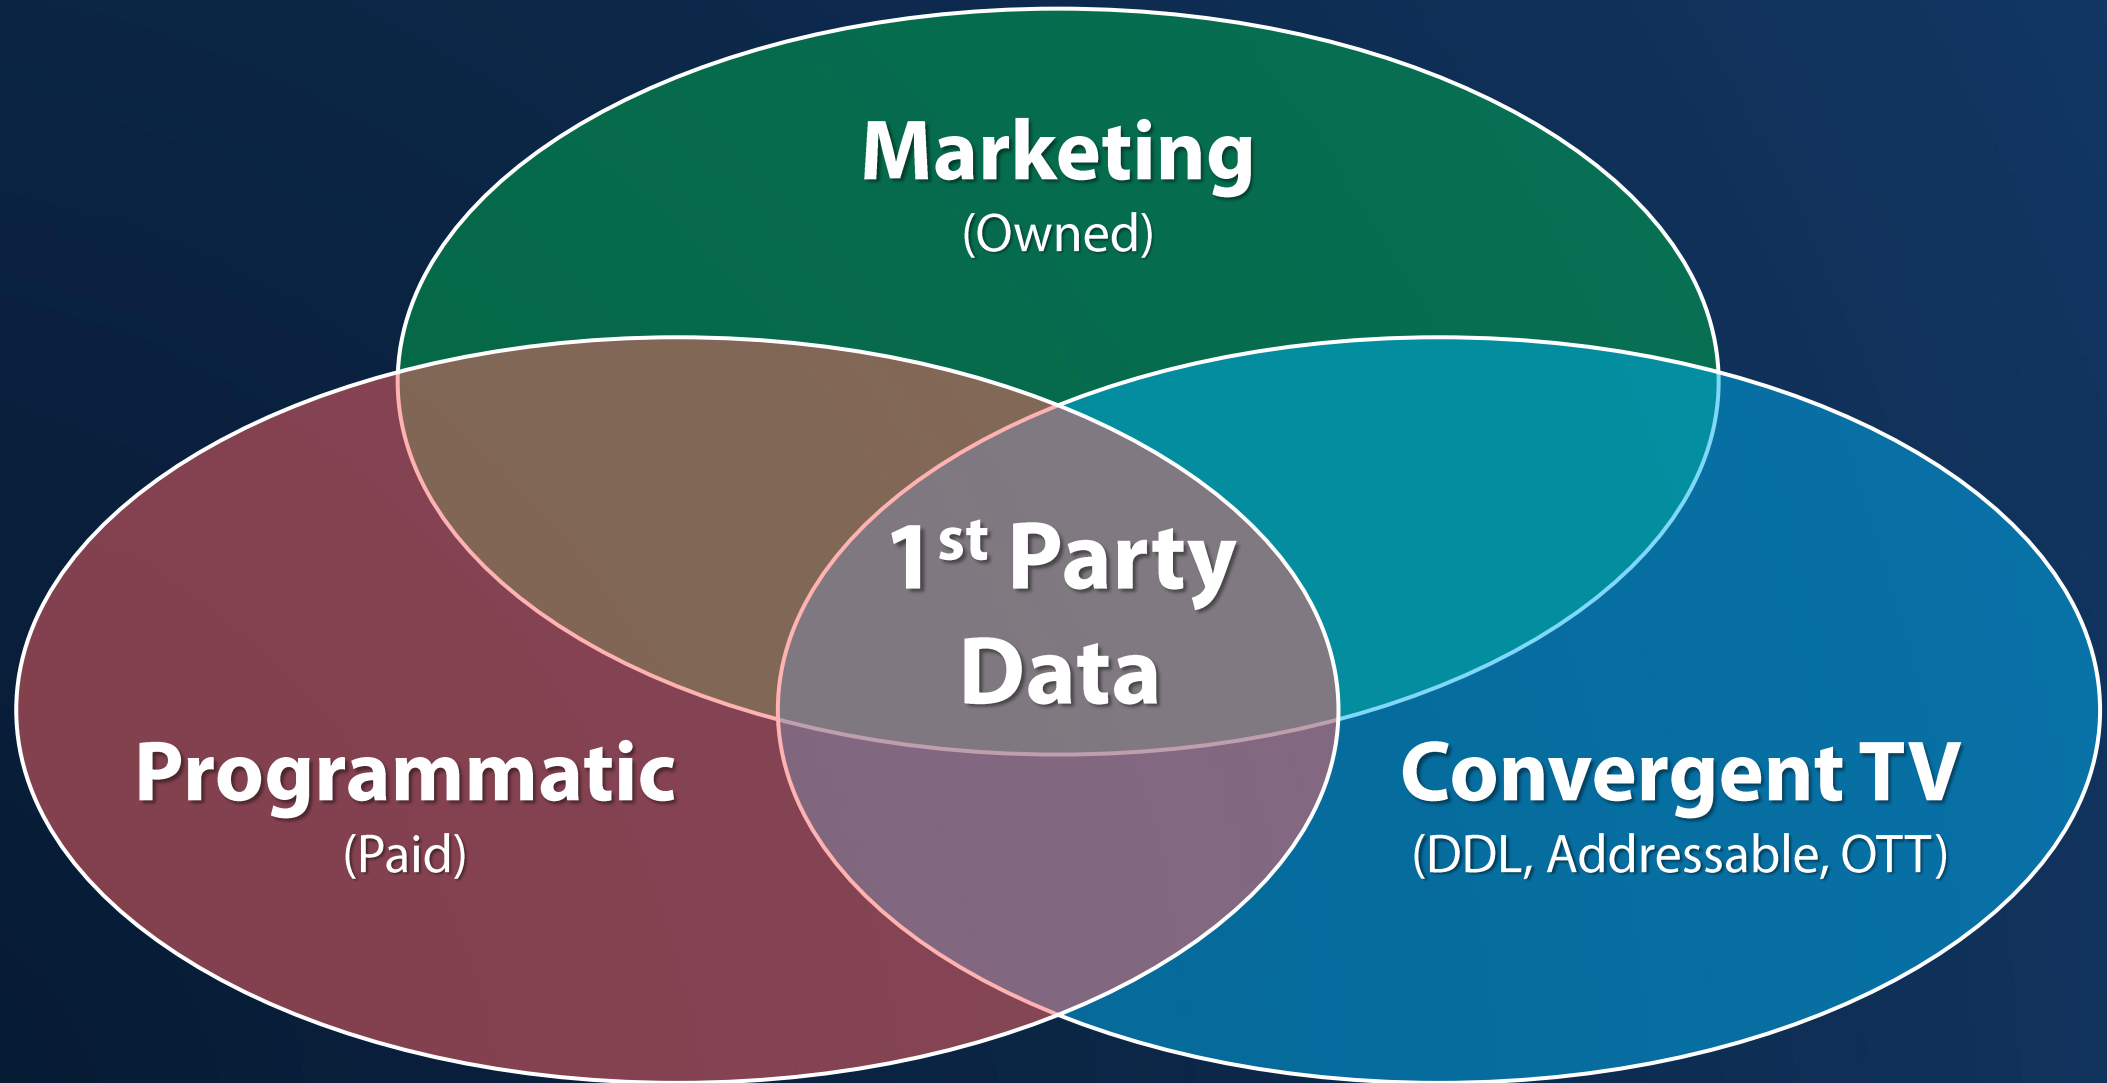 Marketing
(Owned)
1st Party
Data
Programmatic
(Paid)
Convergent TV
(DDL, Addressable, OTT)